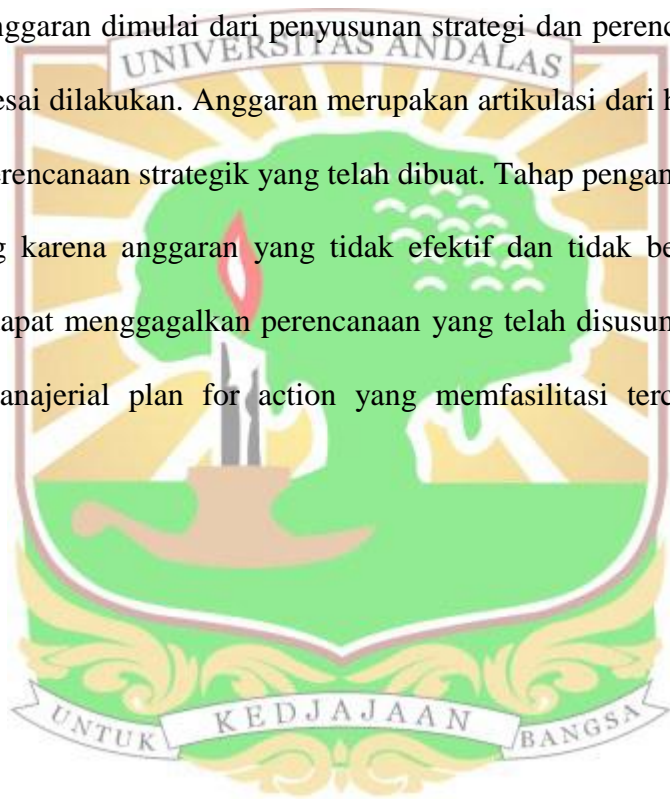 nggaran dimulai dari penyusunan strategi dan perenc
UNIVERSITAS ANDALAS
esai dilakukan. Anggaran merupakan artikulasi dari h
erencanaan strategik yang telah dibuat. Tahap pengan
g karena anggaran yang tidak efektif dan tidak be
dapat menggagalkan perencanaan yang telah disusun
anajerial plan for action yang memfasilitasi terc
UNTUK KEDJAJAAN BANGSA